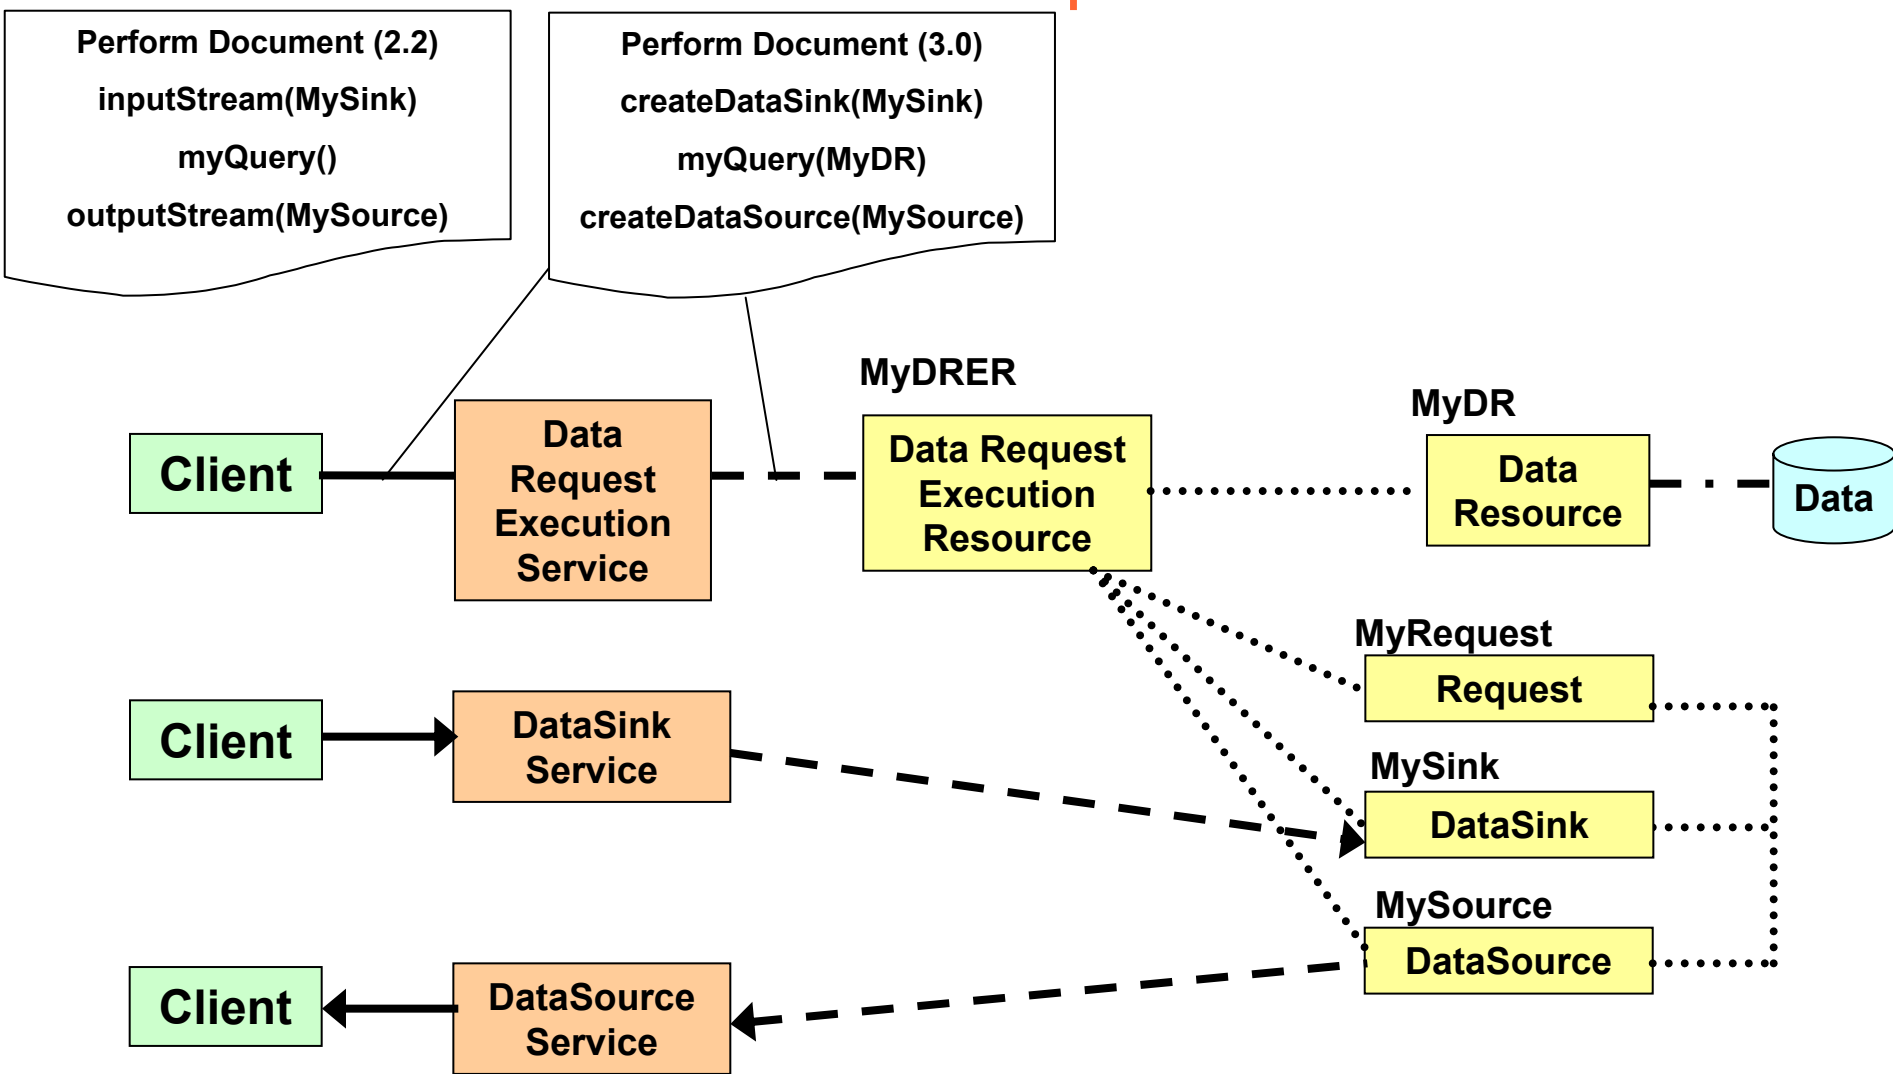 Perform Document (2.2)
inputStream(MySink)
myQuery()
outputStream(MySource)
Perform Document (3.0)
createDataSink(MySink)
myQuery(MyDR)
createDataSource(MySource)
MyDRER
MyDR
Client
Data
Request
Execution
Service
Data Request
Execution
Resource
Data
Resource
Data
MyRequest
Request
Client
DataSink
Service
MySink
DataSink
MySource
DataSource
Client
DataSource
Service